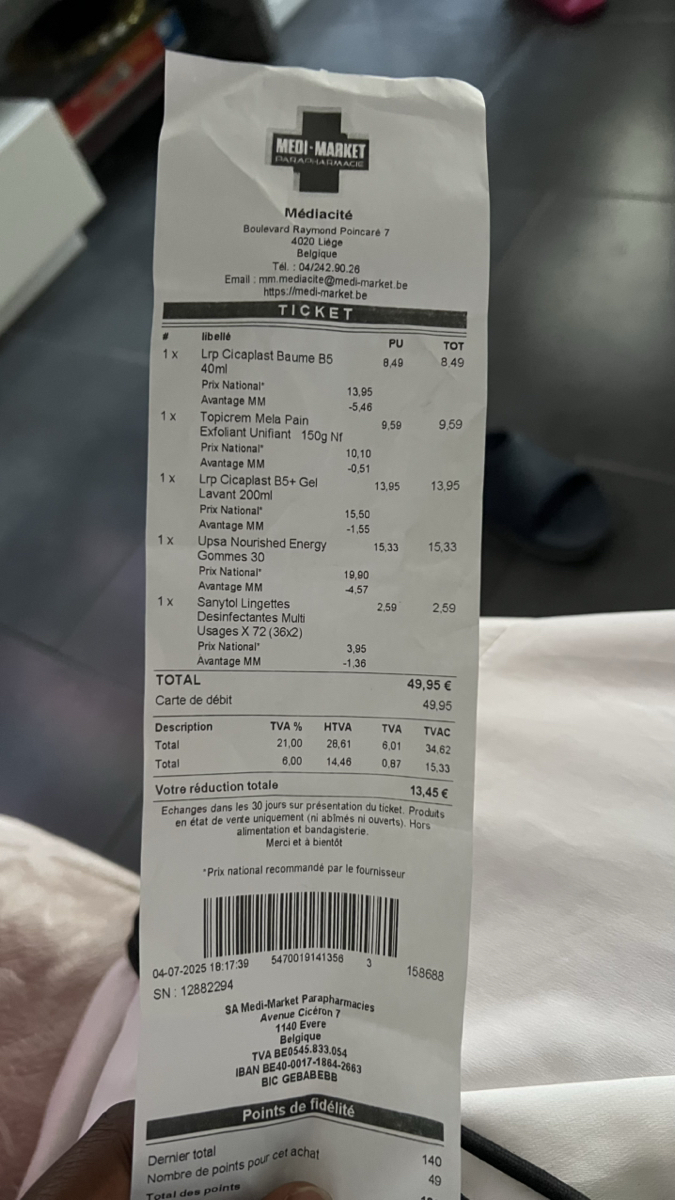 MEDI-MARKET
PARAPHARMACIE
Médiacité
Boulevard Raymond Poincaré 7
4020 Liège
Belgique
Tél. : 04/242.90.26
Email : mm.mediacite@medi-market.be
https://medi-market.be
TICKET
# libellé PU TOT
1 x Lrp Cicaplast Baume B5 8,49 8,49
40ml
Prix National* 13,95
Avantage MM -5,46
1 x Topicrem Mela Pain 9,59 9,59
Exfoliant Unifiant 150g Nf
Prix National* 10,10
Avantage MM -0,51
1 x Lrp Cicaplast B5+ Gel 13,95 13,95
Lavant 200ml
Prix National* 15,50
Avantage MM -1,55
1 x Upsa Nourished Energy 15,33 15,33
Gommes 30
Prix National* 19,90
Avantage MM -4,57
1 x Sanytol Lingettes 2,59 2,59
Desinfectantes Multi
Usages X 72 (36x2)
Prix National* 3,95
Avantage MM -1,36
TOTAL 49,95 €
Carte de débit 49,95
Description TVA % HTVA TVA TVAC
Total 21,00 28,61 6,01 34,62
Total 6,00 14,46 0,87 15,33
Votre réduction totale 13,45 €
Echanges dans les 30 jours sur présentation du ticket. Produits
en état de vente uniquement (ni abîmés ni ouverts). Hors
alimentation et bandagisterie.
Merci et à bientôt
*Prix national recommandé par le fournisseur
04-07-2025 18:17:39 5470019141356 3 158688
SN : 12882294
SA Medi-Market Parapharmacies
Avenue Cicéron 7
1140 Evere
Belgique
TVA BE0545.833.054
IBAN BE40-0017-1864-2663
BIC GEBABEBB
Points de fidélité
Dernier total 140
Nombre de points pour cet achat 49
Total des points